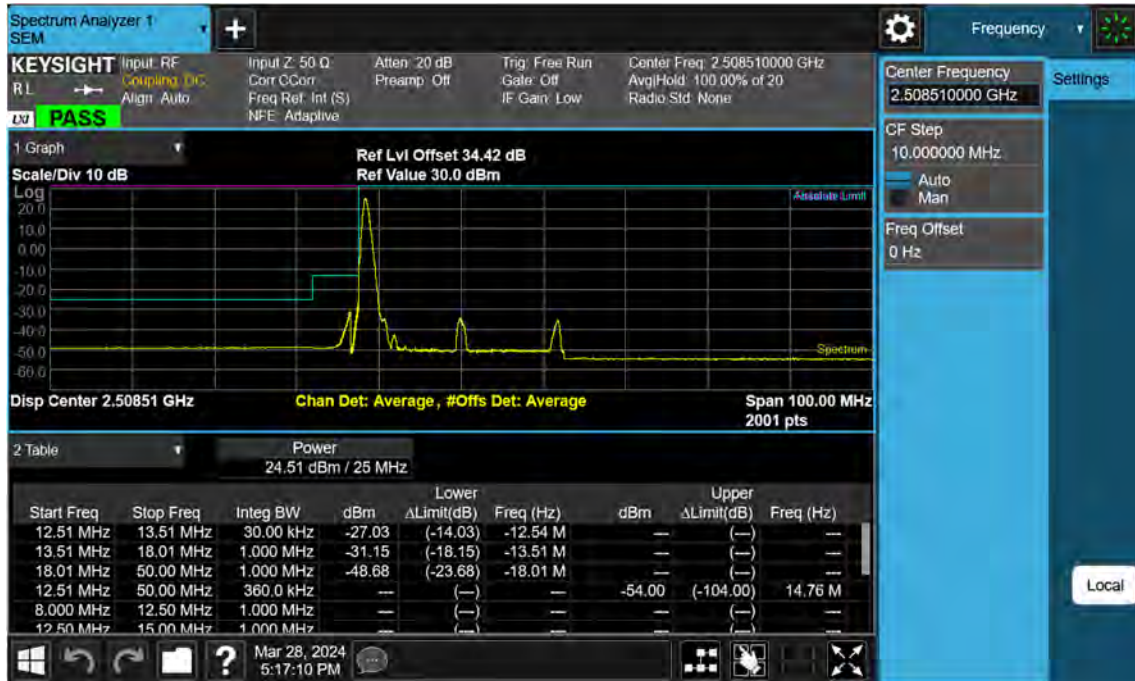 Spectrum Analyzer 1
SEM
Frequency
KEYSIGHT
Input: RF
Coupling: DC
Align: Auto
Input Z: 50 Ω
Corr CCorr
Freq Ref: Int (S)
NFE: Adaptive
Atten: 20 dB
Preamp: Off
Trig: Free Run
Gate: Off
IF Gain: Low
Center Freq: 2.508510000 GHz
Avg|Hold: 100.00% of 20
Radio Std: None
R L
LXI PASS
Center Frequency
2.508510000 GHz
Settings
CF Step
10.000000 MHz
Auto
Man
Freq Offset
0 Hz
Local
1 Graph
Scale/Div 10 dB
Ref Lvl Offset 34.42 dB
Ref Value 30.0 dBm
Log
Absolute Limit
20.0
10.0
0.00
-10.0
-20.0
-30.0
-40.0
-50.0
-60.0
Spectrum
Disp Center 2.50851 GHz
Chan Det: Average, #Offs Det: Average
Span 100.00 MHz
2001 pts
2 Table
Power
24.51 dBm / 25 MHz
Lower Upper
Start Freq Stop Freq Integ BW dBm ΔLimit(dB) Freq (Hz) dBm ΔLimit(dB) Freq (Hz)
12.51 MHz 13.51 MHz 30.00 kHz -27.03 (-14.03) -12.54 M --- (---) ---
13.51 MHz 18.01 MHz 1.000 MHz -31.15 (-18.15) -13.51 M --- (---) ---
18.01 MHz 50.00 MHz 1.000 MHz -48.68 (-23.68) -18.01 M --- (---) ---
12.51 MHz 50.00 MHz 360.0 kHz --- (---) --- -54.00 (-104.00) 14.76 M
8.000 MHz 12.50 MHz 1.000 MHz --- (---) --- --- (---) ---
12.50 MHz 15.00 MHz 1.000 MHz --- (---) --- --- (---) ---
?
Mar 28, 2024
5:17:10 PM